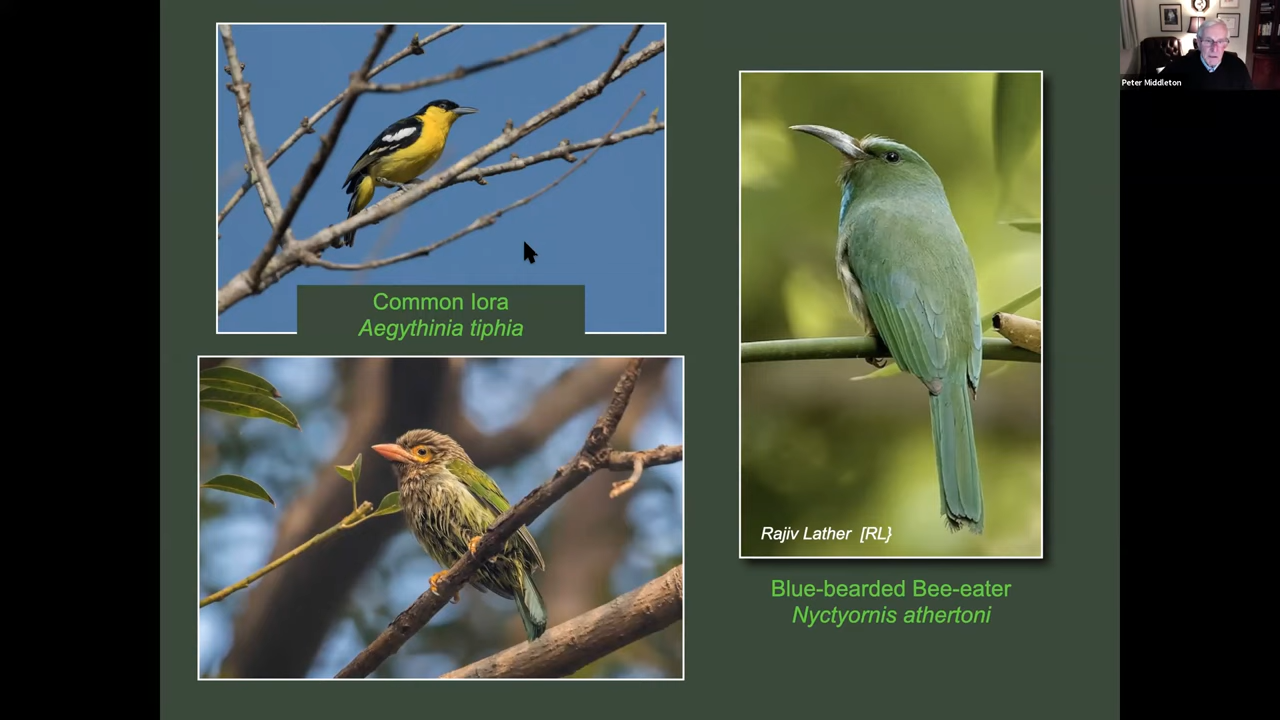 Common Iora
Aegythinia tiphia
Rajiv Lather [RL}
Blue-bearded Bee-eater
Nyctyornis athertoni
Peter Middleton